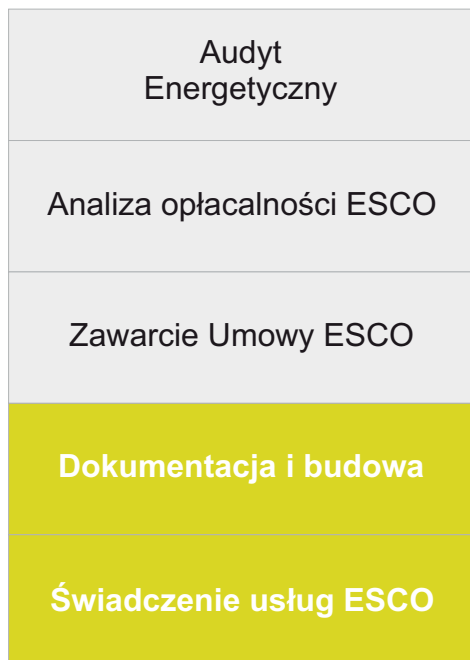 Audyt
Energetyczny
Analiza opłacalności ESCO
Zawarcie Umowy ESCO
Dokumentacja i budowa
Świadczenie usług ESCO